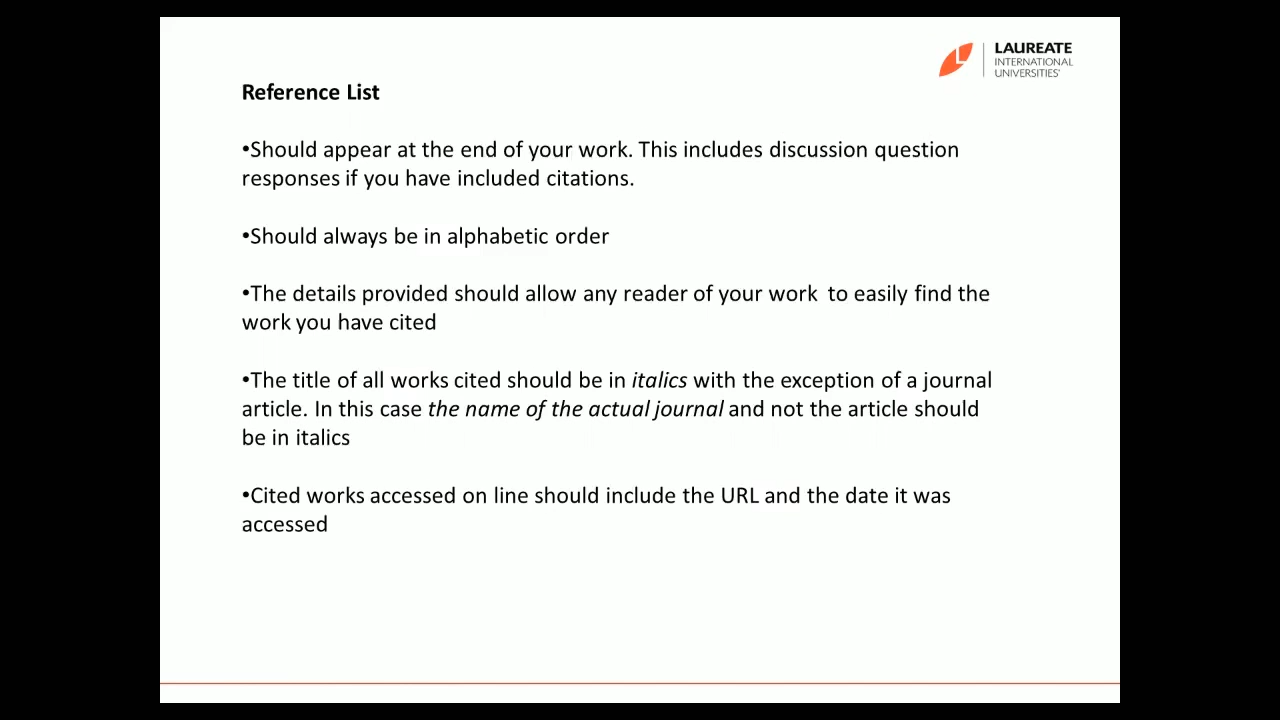 LAUREATE
INTERNATIONAL
UNIVERSITIES'
Reference List
•Should appear at the end of your work. This includes discussion question
responses if you have included citations.
•Should always be in alphabetic order
•The details provided should allow any reader of your work  to easily find the
work you have cited
•The title of all works cited should be in italics with the exception of a journal
article. In this case the name of the actual journal and not the article should
be in italics
•Cited works accessed on line should include the URL and the date it was
accessed